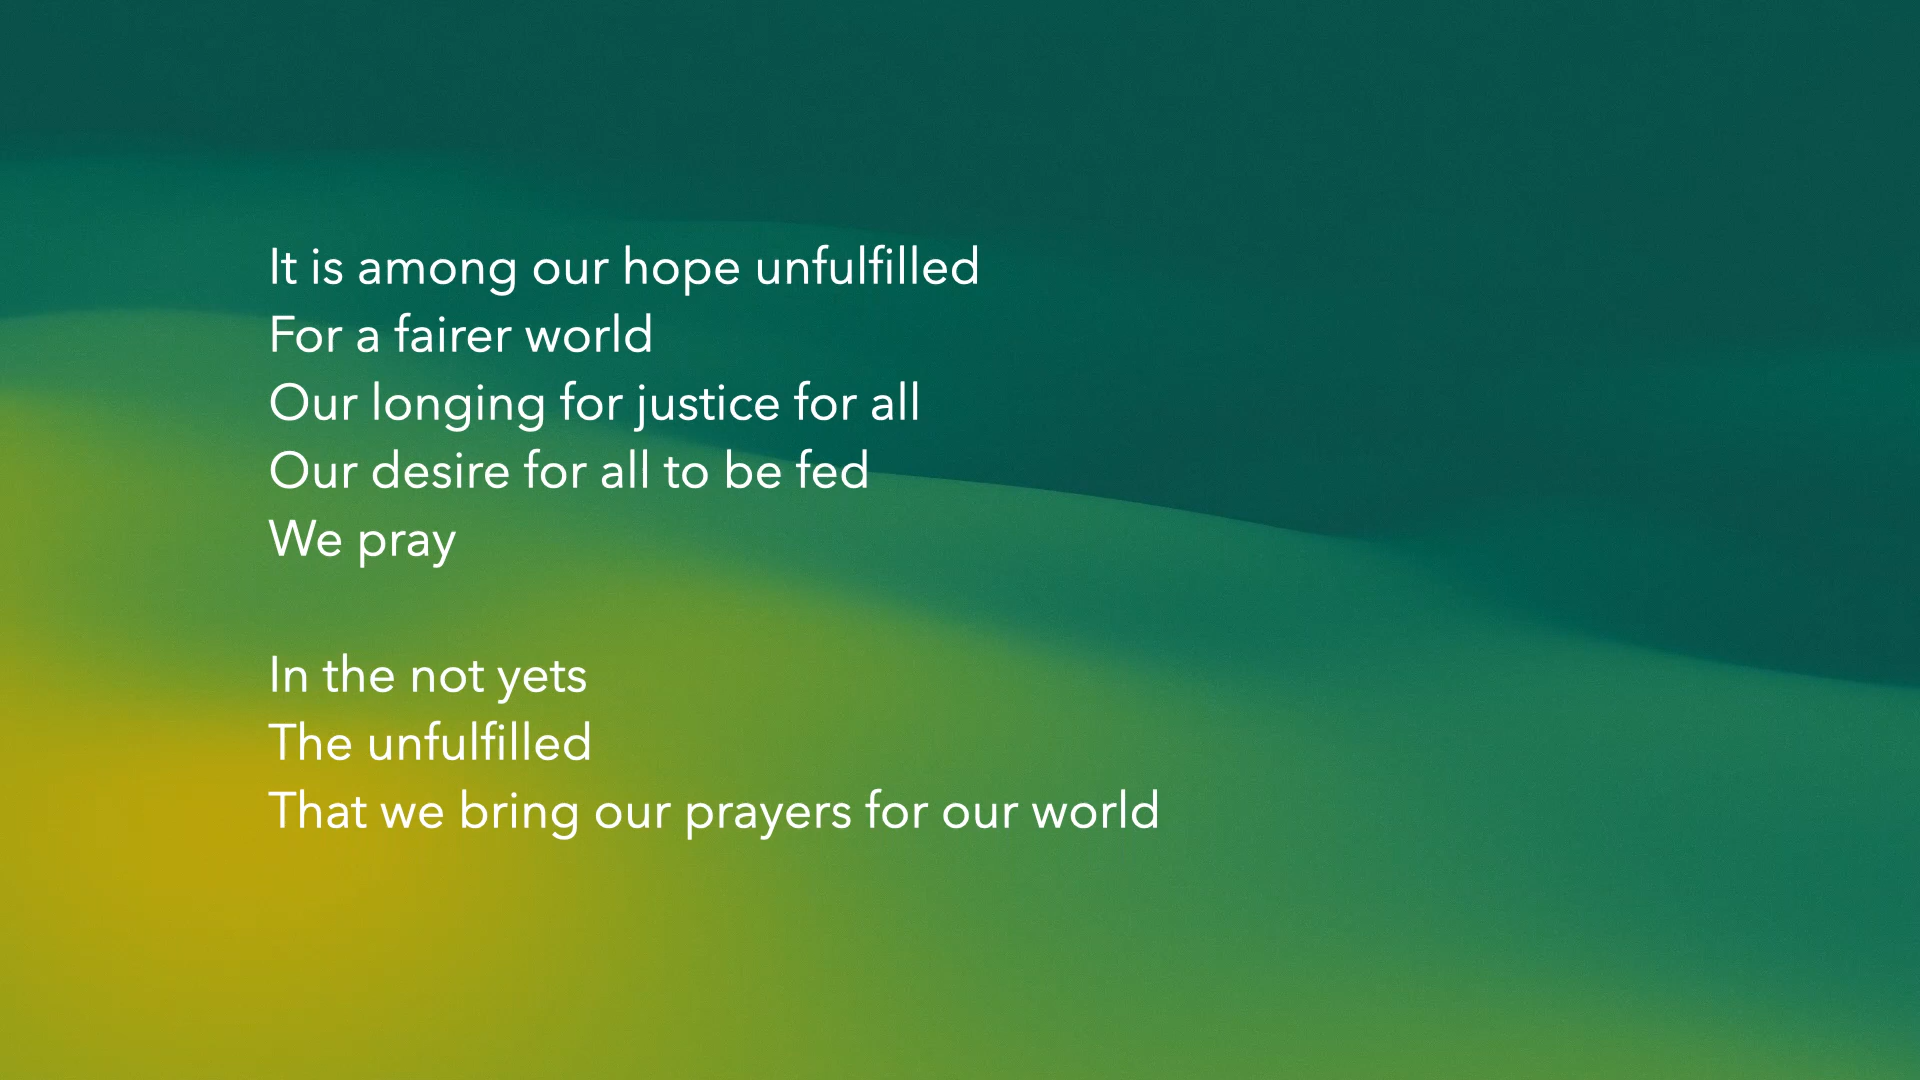 It is among our hope unfulfilled
For a fairer world
Our longing for justice for all
Our desire for all to be fed
We pray
In the not yets
The unfulfilled
That we bring our prayers for our world